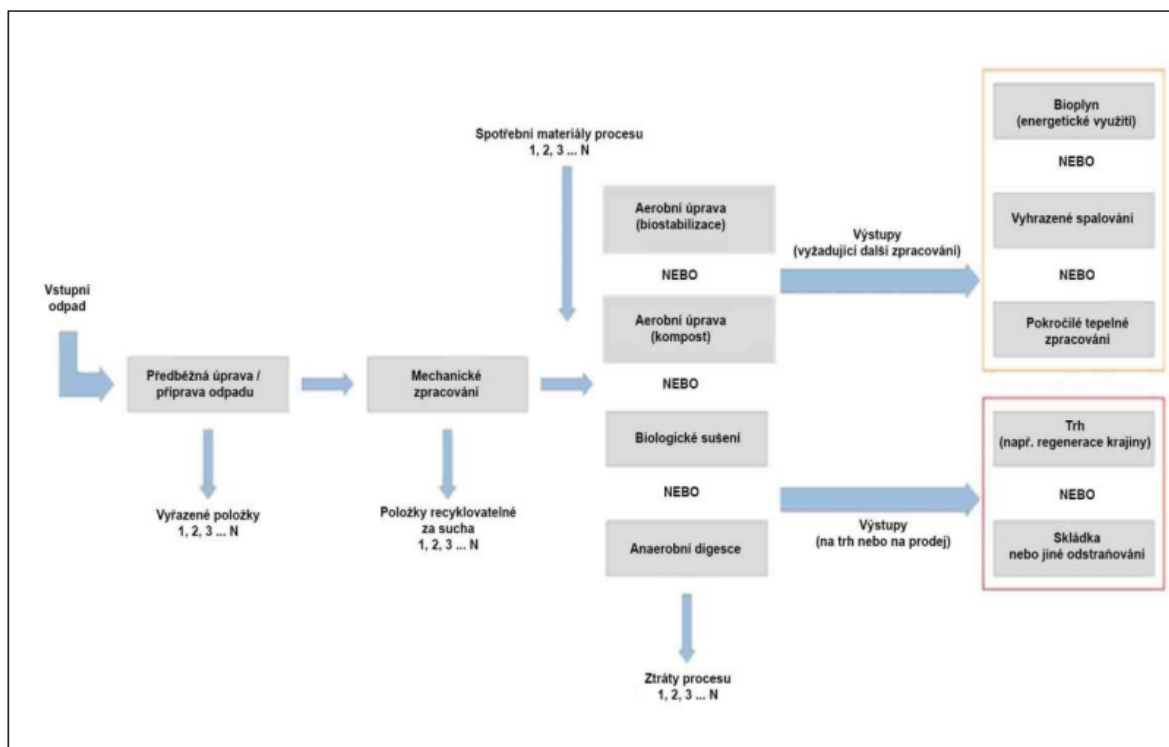 Vstupní
odpad
Předběžná úprava /
příprava odpadu
Vyřazené položky
1, 2, 3 ... N
Mechanické
zpracování
Položky recyklovatelné
za sucha
1, 2, 3 ... N
Spotřební materiály procesu
1, 2, 3 ... N
Aerobní úprava
(biostabilizace)
NEBO
Aerobní úprava
(kompost)
NEBO
Biologické sušení
NEBO
Anaerobní digesce
Ztráty procesu
1, 2, 3 ... N
Výstupy
(vyžadující další zpracování)
Bioplyn
(energetické využití)
NEBO
Vyhrazené spalování
NEBO
Pokročilé tepelné
zpracování
Výstupy
(na trh nebo na prodej)
Trh
(např. regenerace krajiny)
NEBO
Skládka
nebo jiné odstraňování